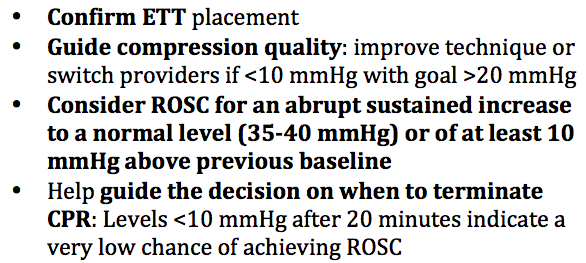 • Confirm ETT placement
• Guide compression quality: improve technique or
switch providers if <10 mmHg with goal >20 mmHg
• Consider ROSC for an abrupt sustained increase
to a normal level (35-40 mmHg) or of at least 10
mmHg above previous baseline
• Help guide the decision on when to terminate
CPR: Levels <10 mmHg after 20 minutes indicate a
very low chance of achieving ROSC